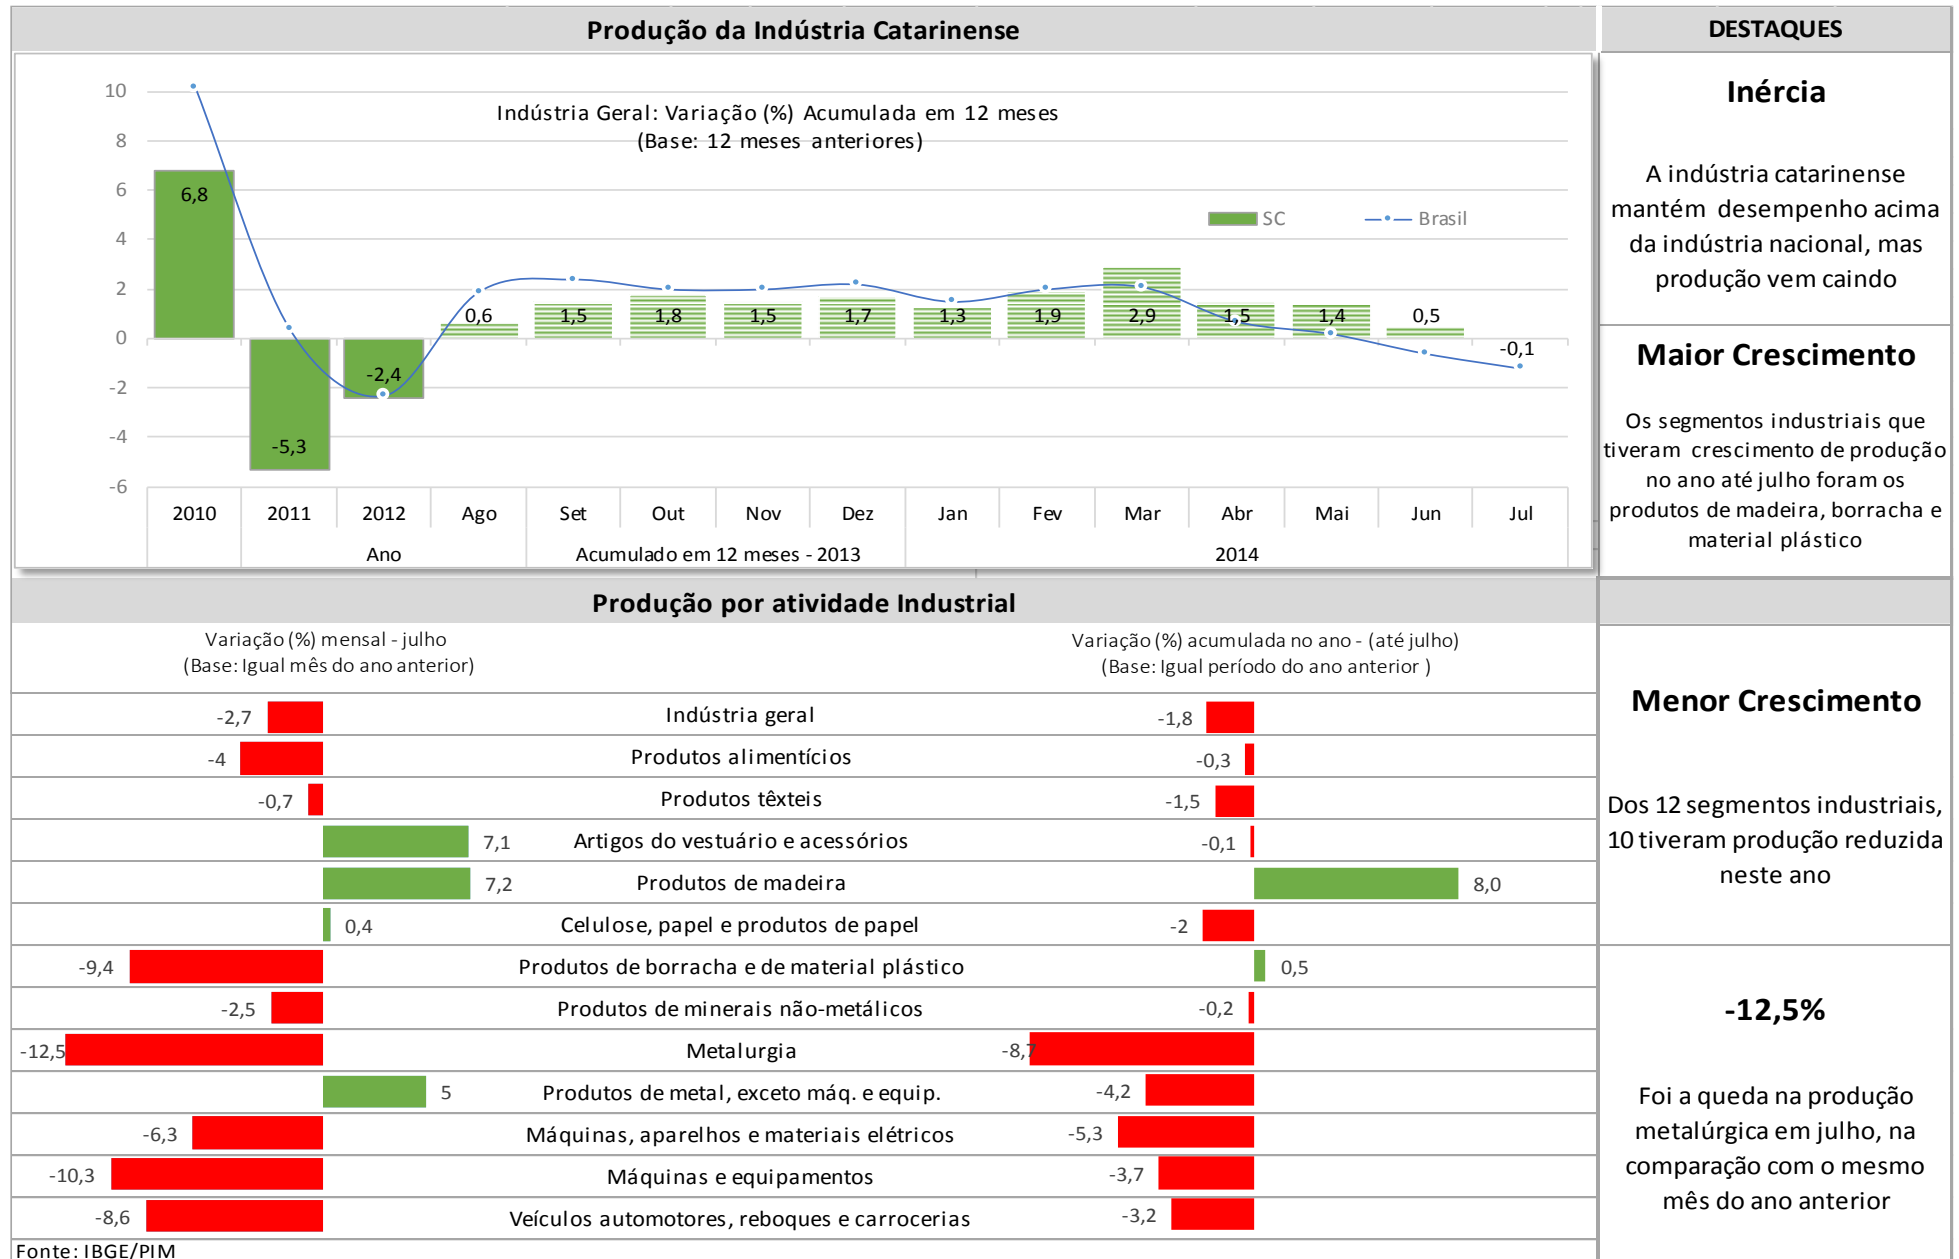 Produção da Indústria Catarinense
Indústria Geral: Variação (%) Acumulada em 12 meses
(Base: 12 meses anteriores)
SC
Brasil
10
8
6
4
2
0
-2
-4
-6
6,8
-5,3
-2,4
0,6
1,5
1,8
1,5
1,7
1,3
1,9
2,9
1,5
1,4
0,5
-0,1
2010 2011 2012 Ago Set Out Nov Dez Jan Fev Mar Abr Mai Jun Jul
Ano Acumulado em 12 meses - 2013 2014
DESTAQUES
Inércia
A indústria catarinense
mantém desempenho acima
da indústria nacional, mas
produção vem caindo
Maior Crescimento
Os segmentos industriais que
tiveram crescimento de produção
no ano até julho foram os
produtos de madeira, borracha e
material plástico
Produção por atividade Industrial
Variação (%) mensal - julho
(Base: Igual mês do ano anterior)
Variação (%) acumulada no ano - (até julho)
(Base: Igual período do ano anterior )
-2,7 Indústria geral -1,8
-4 Produtos alimentícios -0,3
-0,7 Produtos têxteis -1,5
7,1 Artigos do vestuário e acessórios -0,1
7,2 Produtos de madeira 8,0
0,4 Celulose, papel e produtos de papel -2
-9,4 Produtos de borracha e de material plástico 0,5
-2,5 Produtos de minerais não-metálicos -0,2
-12,5 Metalurgia -8,7
5 Produtos de metal, exceto máq. e equip. -4,2
-6,3 Máquinas, aparelhos e materiais elétricos -5,3
-10,3 Máquinas e equipamentos -3,7
-8,6 Veículos automotores, reboques e carrocerias -3,2
Fonte: IBGE/PIM
Menor Crescimento
Dos 12 segmentos industriais,
10 tiveram produção reduzida
neste ano
-12,5%
Foi a queda na produção
metalúrgica em julho, na
comparação com o mesmo
mês do ano anterior